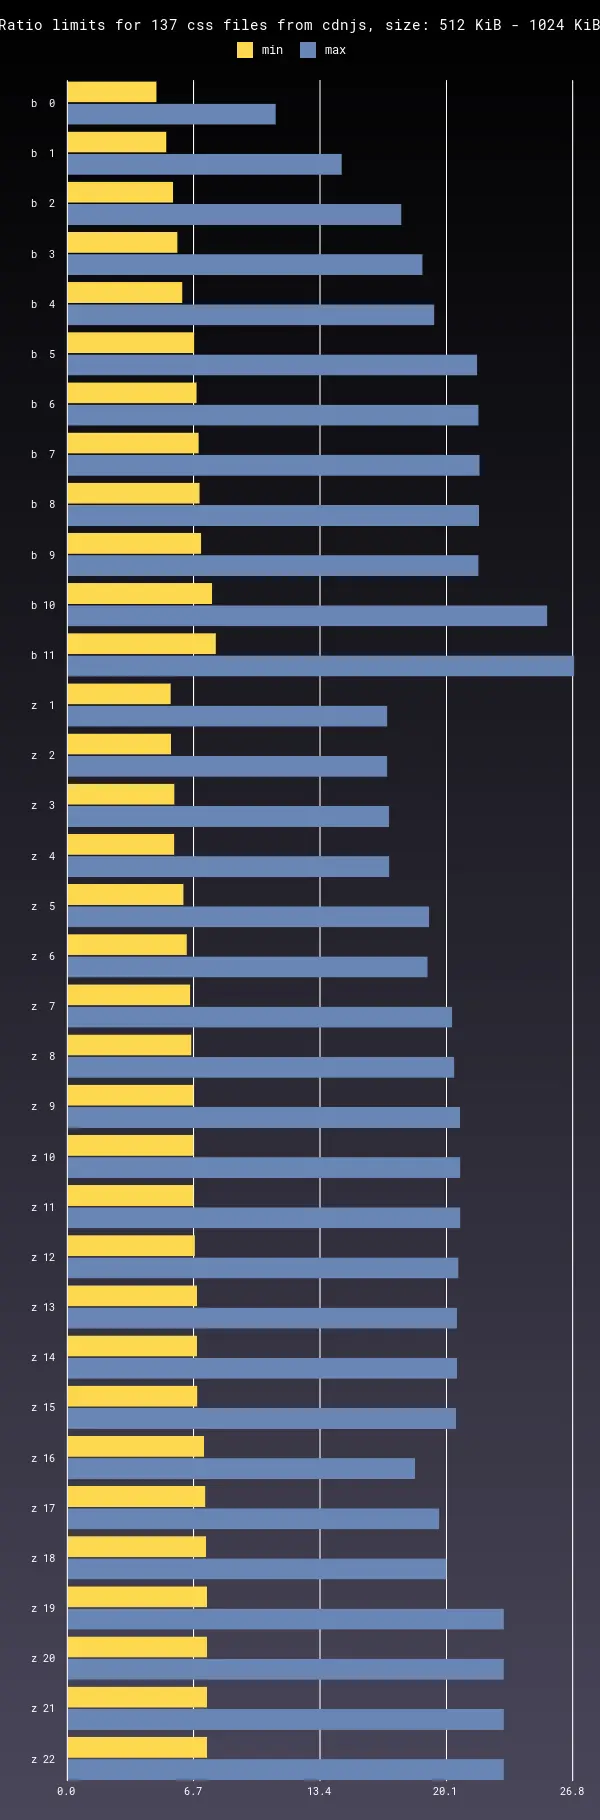 Ratio limits for 137 css files from cdnjs, size: 512 KiB - 1024 KiB
min max
b 0
b 1
b 2
b 3
b 4
b 5
b 6
b 7
b 8
b 9
b 10
b 11
z 1
z 2
z 3
z 4
z 5
z 6
z 7
z 8
z 9
z 10
z 11
z 12
z 13
z 14
z 15
z 16
z 17
z 18
z 19
z 20
z 21
z 22
0.0 6.7 13.4 20.1 26.8